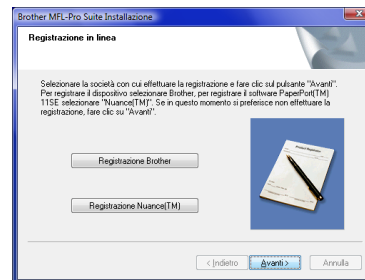 Brother MFL-Pro Suite Installazione
Registrazione in linea
Selezionare la società con cui effettuare la registrazione e fare clic sul pulsante "Avanti".
Per registrare il dispositivo selezionare Brother, per registrare il software PaperPort(TM)
11SE selezionare "Nuance(TM)". Se in questo momento si preferisce non effettuare la
registrazione, fare clic su "Avanti".
Registrazione Brother
Product Registration
Registrazione Nuance(TM)
< Indietro
Avanti >
Annulla